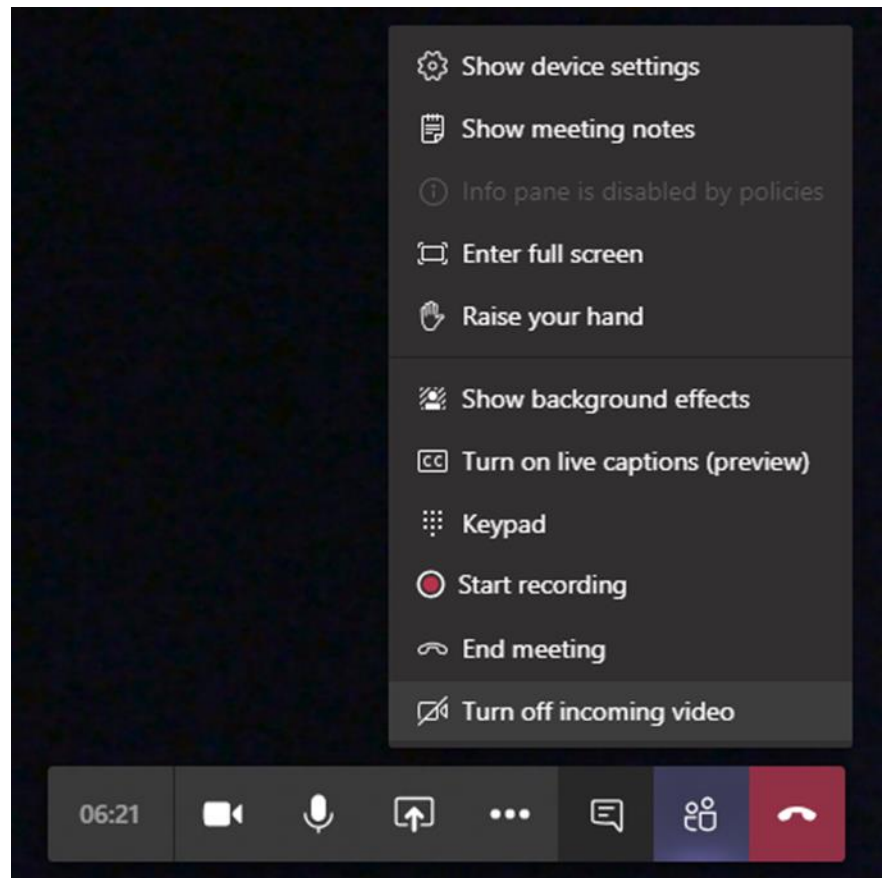 Show device settings
Show meeting notes
Info pane is disabled by policies
Enter full screen
Raise your hand
Show background effects
CC Turn on live captions (preview)
Keypad
Start recording
End meeting
Turn off incoming video
06:21